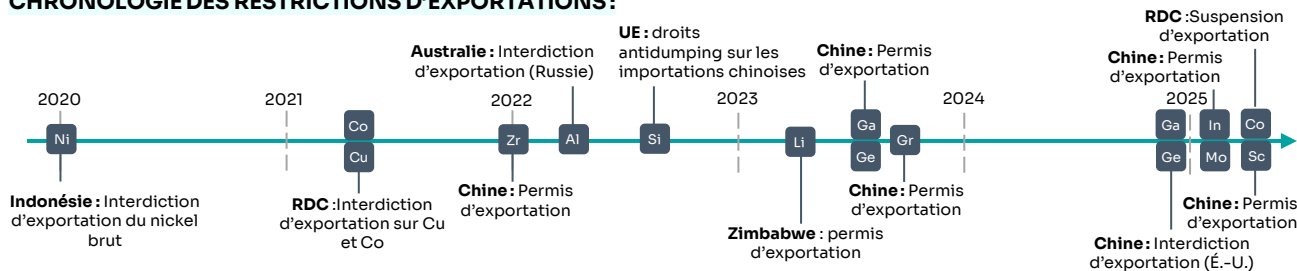 CHRONOLOGIE DES RESTRICTIONS D'EXPORTATIONS :
RDC :Suspension
d'exportation
UE : droits
antidumping sur les
importations chinoises
Australie : Interdiction
d'exportation (Russie)
Chine : Permis
d'exportation
Chine : Permis
d'exportation
2020
2021
2022
2023
2024
2025
Ni
Co
Cu
Zr
Al
Si
Li
Ga
Ge
Gr
Ga
Ge
In
Mo
Co
Sc
Indonésie : Interdiction
d'exportation du nickel
brut
RDC :Interdiction
d'exportation sur Cu
et Co
Chine : Permis
d'exportation
Zimbabwe : permis
d'exportation
Chine : Permis
d'exportation
Chine : Interdiction
d'exportation (É.-U.)
Chine : Permis
d'exportation